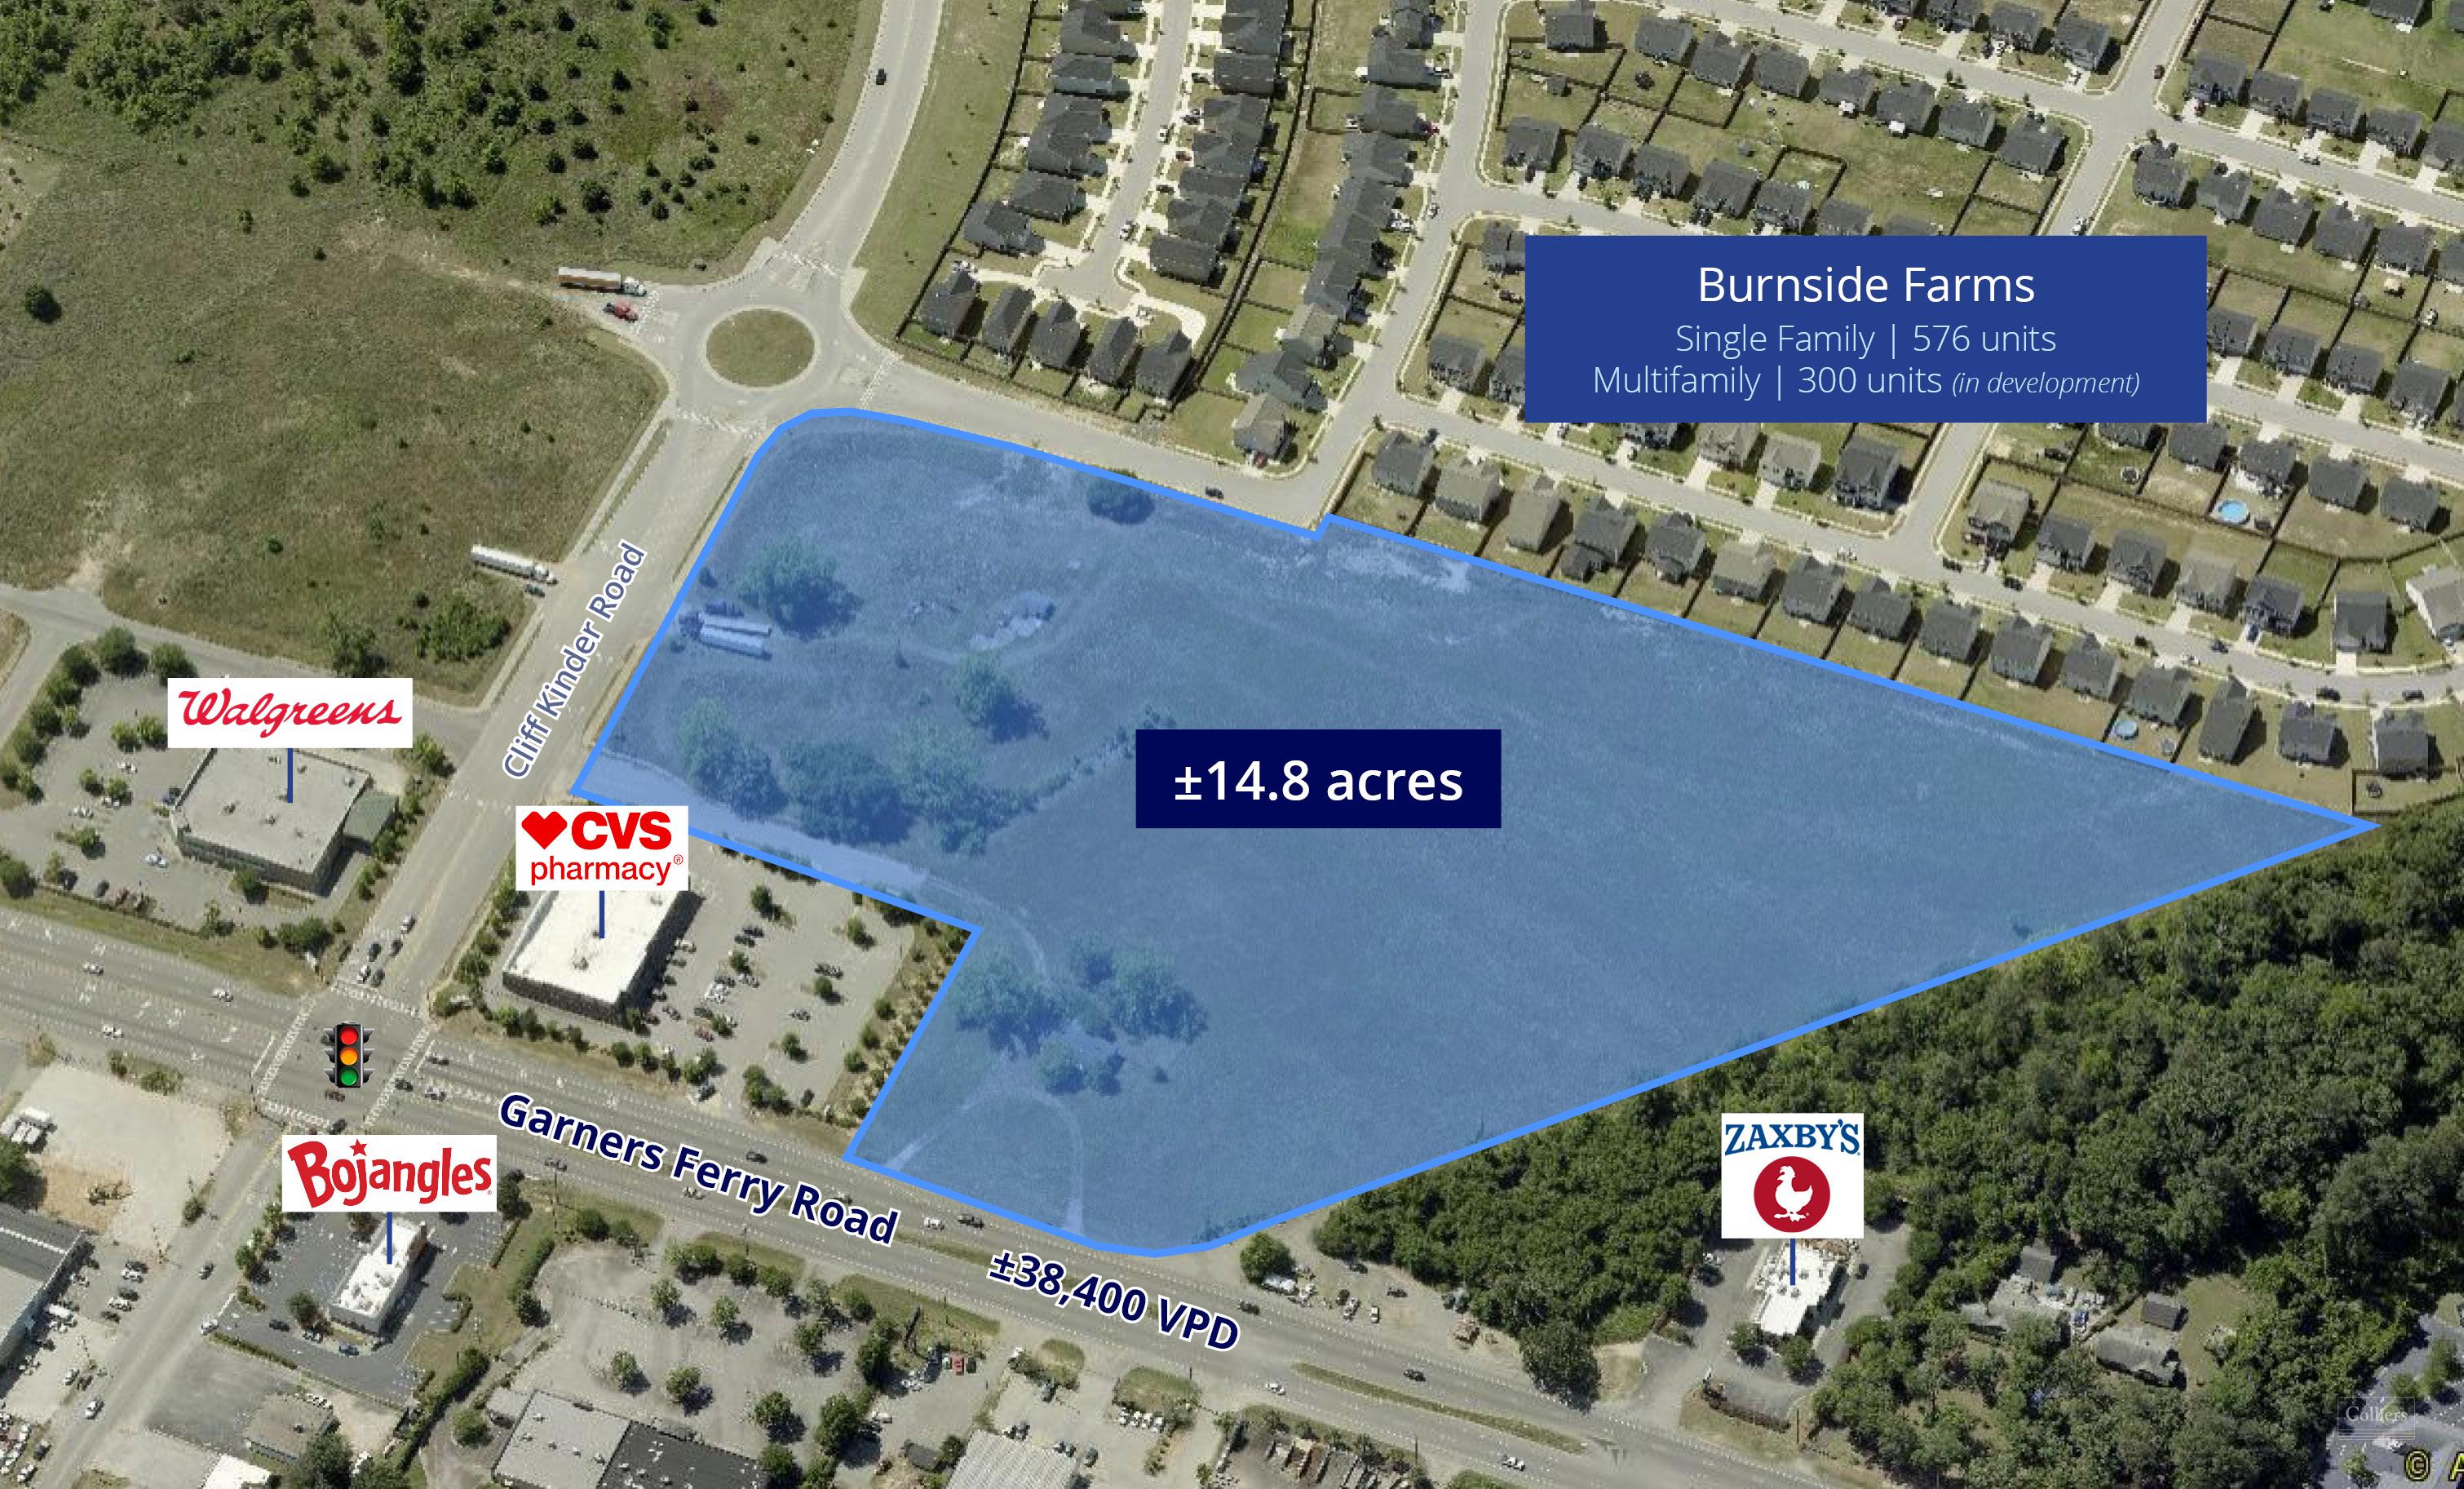 Burnside Farms
Single Family | 576 units
Multifamily | 300 units (in development)
Cliff Kinder Road
Walgreens
±14.8 acres
CVS
pharmacy®
Bojangles
Garners Ferry Road
±38,400 VPD
ZAXBY'S
Colliers
© A